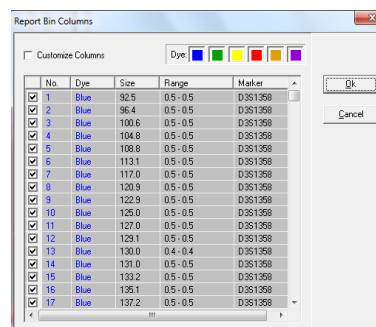 Report Bin Columns
Customize Columns
Dye:
No. Dye Size Range Marker
1 Blue 92.5 0.5 - 0.5 D3S1358
2 Blue 96.4 0.5 - 0.5 D3S1358
3 Blue 100.6 0.5 - 0.5 D3S1358
4 Blue 104.8 0.5 - 0.5 D3S1358
5 Blue 108.8 0.5 - 0.5 D3S1358
6 Blue 113.1 0.5 - 0.5 D3S1358
7 Blue 117.0 0.5 - 0.5 D3S1358
8 Blue 120.9 0.5 - 0.5 D3S1358
9 Blue 122.9 0.5 - 0.5 D3S1358
10 Blue 125.0 0.5 - 0.5 D3S1358
11 Blue 127.0 0.5 - 0.5 D3S1358
12 Blue 129.1 0.5 - 0.5 D3S1358
13 Blue 130.0 0.4 - 0.4 D3S1358
14 Blue 131.0 0.5 - 0.5 D3S1358
15 Blue 133.2 0.5 - 0.5 D3S1358
16 Blue 135.1 0.5 - 0.5 D3S1358
17 Blue 137.2 0.5 - 0.5 D3S1358
Ok
Cancel